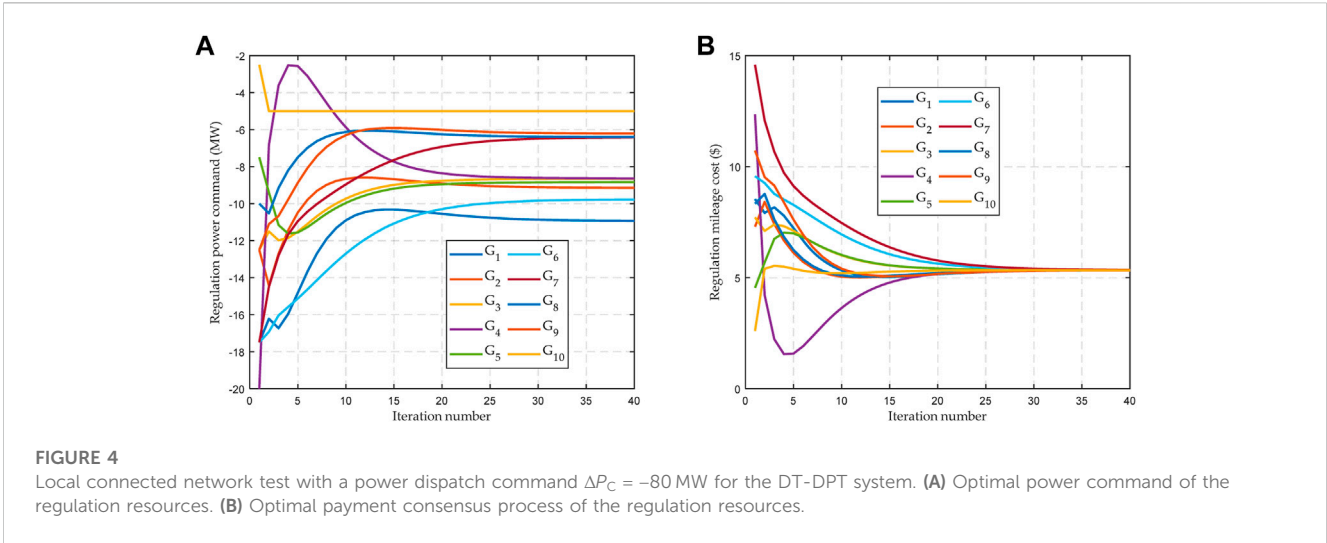 A
-2
-4
-6
-8
-10
-12
-14
-16
-18
-20
Regulation power command (MW)
0 5 10 15 20 25 30 35 40
Iteration number
G1 G6
G2 G7
G3 G8
G4 G9
G5 G10
B
15
10
5
0
Regulation mileage cost ($)
0 5 10 15 20 25 30 35 40
Iteration number
G1 G6
G2 G7
G3 G8
G4 G9
G5 G10
FIGURE 4
Local connected network test with a power dispatch command ΔPC = −80 MW for the DT-DPT system. (A) Optimal power command of the
regulation resources. (B) Optimal payment consensus process of the regulation resources.